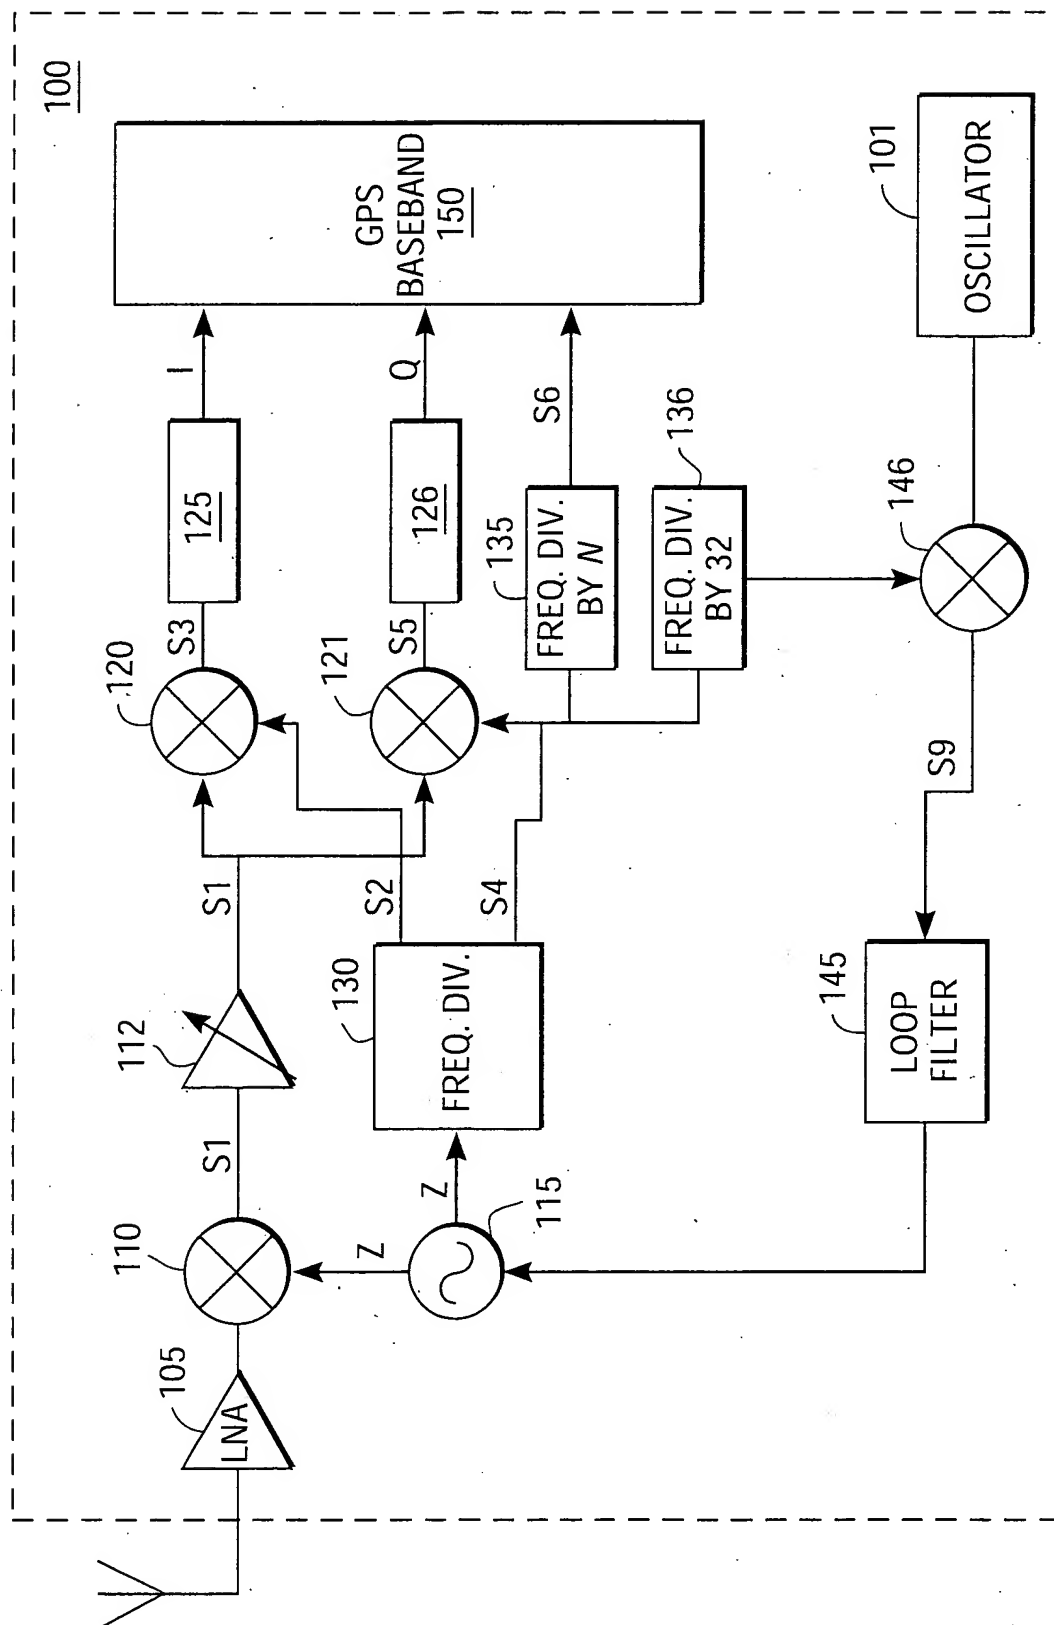 100
105
LNA
110
S1
112
S1
Z
Z
115
130
FREQ. DIV.
S2
S4
120
S3
125
I
121
S5
126
Q
GPS
BASEBAND
150
135
FREQ. DIV.
BY N
S6
136
FREQ. DIV.
BY 32
146
101
OSCILLATOR
S9
145
LOOP
FILTER